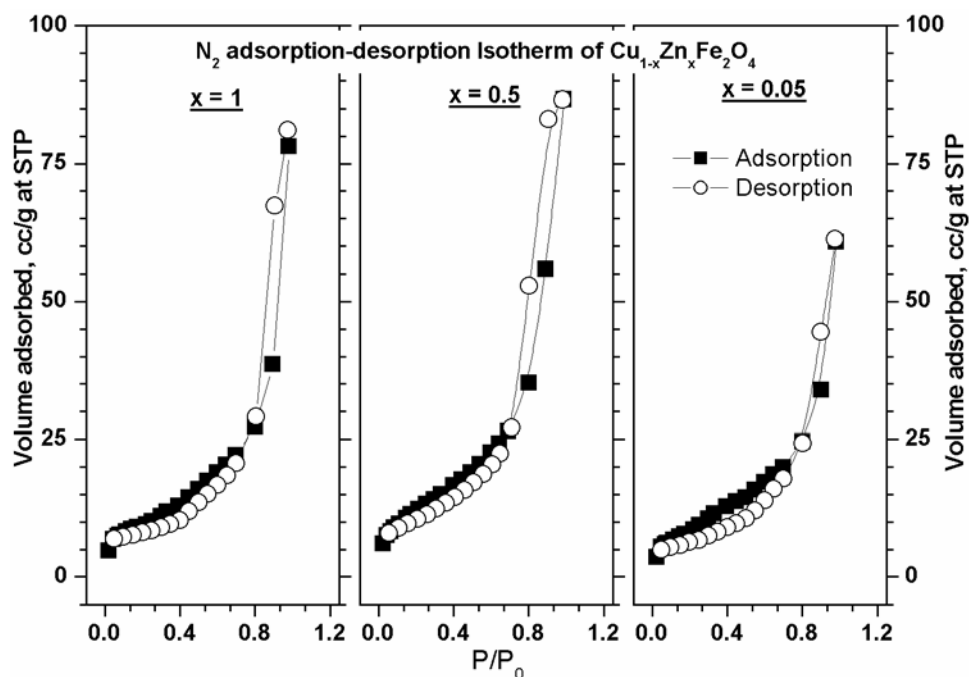 N₂ adsorption-desorption Isotherm of Cu₁₋ₓZnₓFe₂O₄
x = 1
x = 0.5
x = 0.05
Adsorption
Desorption
Volume adsorbed, cc/g at STP
100
75
50
25
0
Volume adsorbed, cc/g at STP
100
75
50
25
0
0.0 0.4 0.8 1.2 0.0 0.4 0.8 1.2 0.0 0.4 0.8 1.2
P/P₀